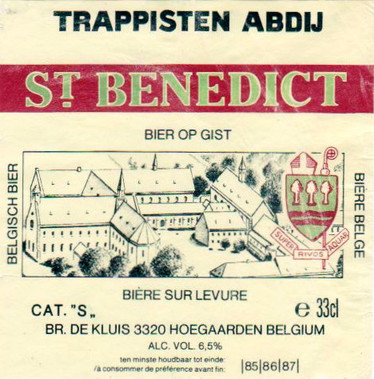 TRAPPISTEN ABDIJ
ST. BENEDICT
BIER OP GIST
BELGISCH BIER
BIÈRE BELGE
SUPER RIVOS AQUAS
BIÈRE SUR LEVURE
CAT. "S„
e 33cl
BR. DE KLUIS 3320 HOEGAARDEN BELGIUM
ALC. VOL. 6,5%
ten minste houdbaar tot einde:
/à consommer de préférence avant fin:
|85|86|87|